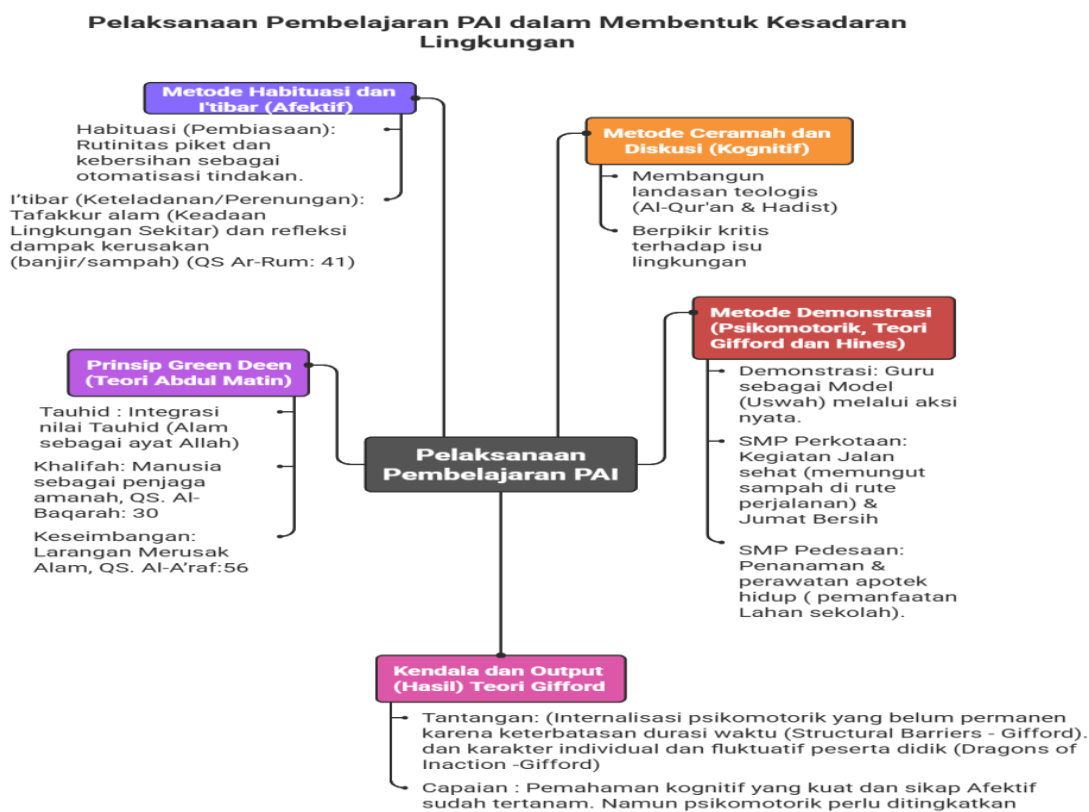 Pelaksanaan Pembelajaran PAI dalam Membentuk Kesadaran
Lingkungan
Metode Habituasi dan
I'tibar (Afektif)
Habituasi (Pembiasaan):
Rutinitas piket dan
kebersihan sebagai
otomatisasi tindakan.
I'tibar (Keteladanan/Perenungan):
Tafakkur alam (Keadaan
Lingkungan Sekitar) dan refleksi
dampak kerusakan
(banjir/sampah) (QS Ar-Rum: 41)
Metode Ceramah dan
Diskusi (Kognitif)
Membangun
landasan teologis
(Al-Qur'an & Hadist)
Berpikir kritis
terhadap isu
lingkungan
Metode Demonstrasi
(Psikomotorik, Teori
Gifford dan Hines)
Demonstrasi: Guru
sebagai Model
(Uswah) melalui aksi
nyata.
SMP Perkotaan:
Kegiatan Jalan
sehat (memungut
sampah di rute
perjalanan) &
Jumat Bersih
SMP Pedesaan:
Penanaman &
perawatan apotek
hidup ( pemanfaatan
Lahan sekolah).
Prinsip Green Deen
(Teori Abdul Matin)
Tauhid : Integrasi
nilai Tauhid (Alam
sebagai ayat Allah)
Khalifah: Manusia
sebagai penjaga
amanah, QS. Al-
Baqarah: 30
Keseimbangan:
Larangan Merusak
Alam, QS. Al-A'raf:56
Pelaksanaan
Pembelajaran PAI
Kendala dan Output
(Hasil) Teori Gifford
Tantangan: (Internalisasi psikomotorik yang belum permanen
karena keterbatasan durasi waktu (Structural Barriers - Gifford).
dan karakter individual dan fluktuatif peserta didik (Dragons of
Inaction -Gifford)
Capaian : Pemahaman kognitif yang kuat dan sikap Afektif
sudah tertanam. Namun psikomotorik perlu ditingkatkan